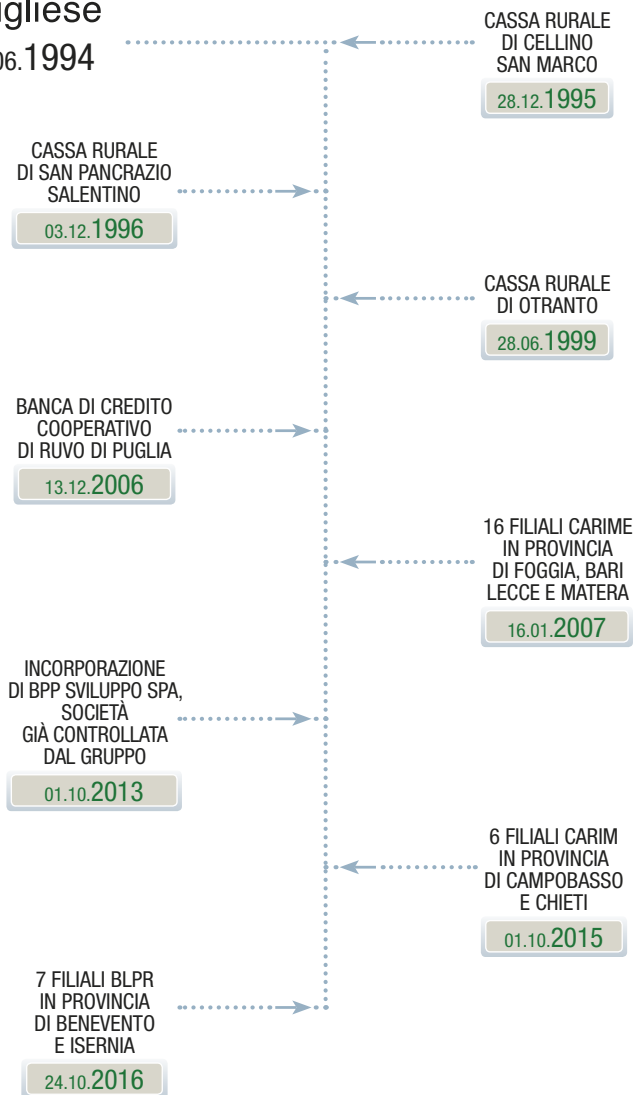 06.1994
CASSA RURALE
DI CELLINO
SAN MARCO
28.12.1995
CASSA RURALE
DI SAN PANCRAZIO
SALENTINO
03.12.1996
CASSA RURALE
DI OTRANTO
28.06.1999
BANCA DI CREDITO
COOPERATIVO
DI RUVO DI PUGLIA
13.12.2006
16 FILIALI CARIME
IN PROVINCIA
DI FOGGIA, BARI
LECCE E MATERA
16.01.2007
INCORPORAZIONE
DI BPP SVILUPPO SPA,
SOCIETÀ
GIÀ CONTROLLATA
DAL GRUPPO
01.10.2013
6 FILIALI CARIM
IN PROVINCIA
DI CAMPOBASSO
E CHIETI
01.10.2015
7 FILIALI BLPR
IN PROVINCIA
DI BENEVENTO
E ISERNIA
24.10.2016